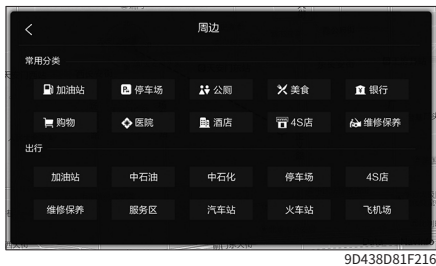 周边
常用分类
加油站 停车场 公厕 美食 银行
购物 医院 酒店 4S店 维修保养
出行
加油站 中石油 中石化 停车场 4S店
维修保养 服务区 汽车站 火车站 飞机场
9D438D81F216